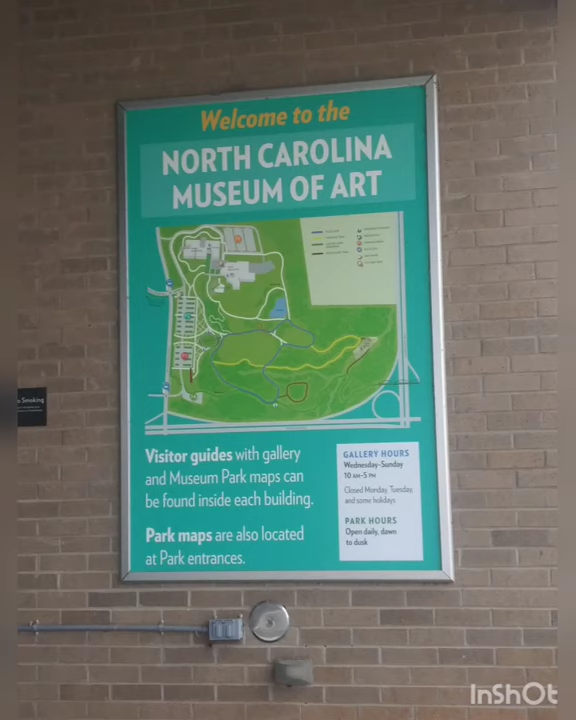 Welcome to the
NORTH CAROLINA
MUSEUM OF ART
Visitor guides with gallery
and Museum Park maps can
be found inside each building.
Park maps are also located
at Park entrances.
GALLERY HOURS
Wednesday-Sunday
10 AM-5 PM
Closed Monday, Tuesday,
and some holidays
PARK HOURS
Open daily, dawn
to dusk
Smoking
InShOt